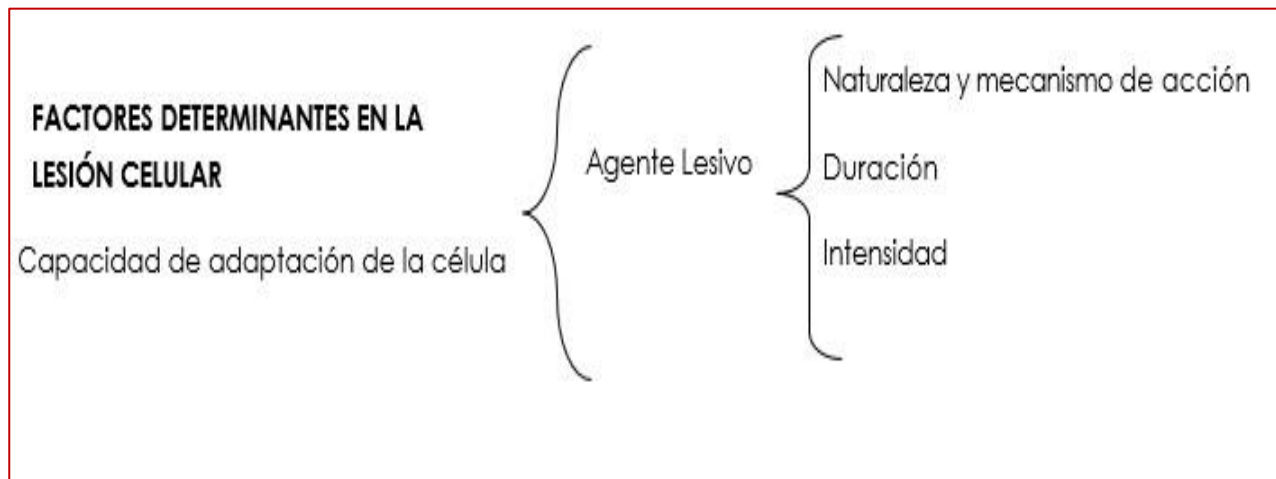 FACTORES DETERMINANTES EN LA
LESIÓN CELULAR
Capacidad de adaptación de la célula
Agente Lesivo
Naturaleza y mecanismo de acción
Duración
Intensidad